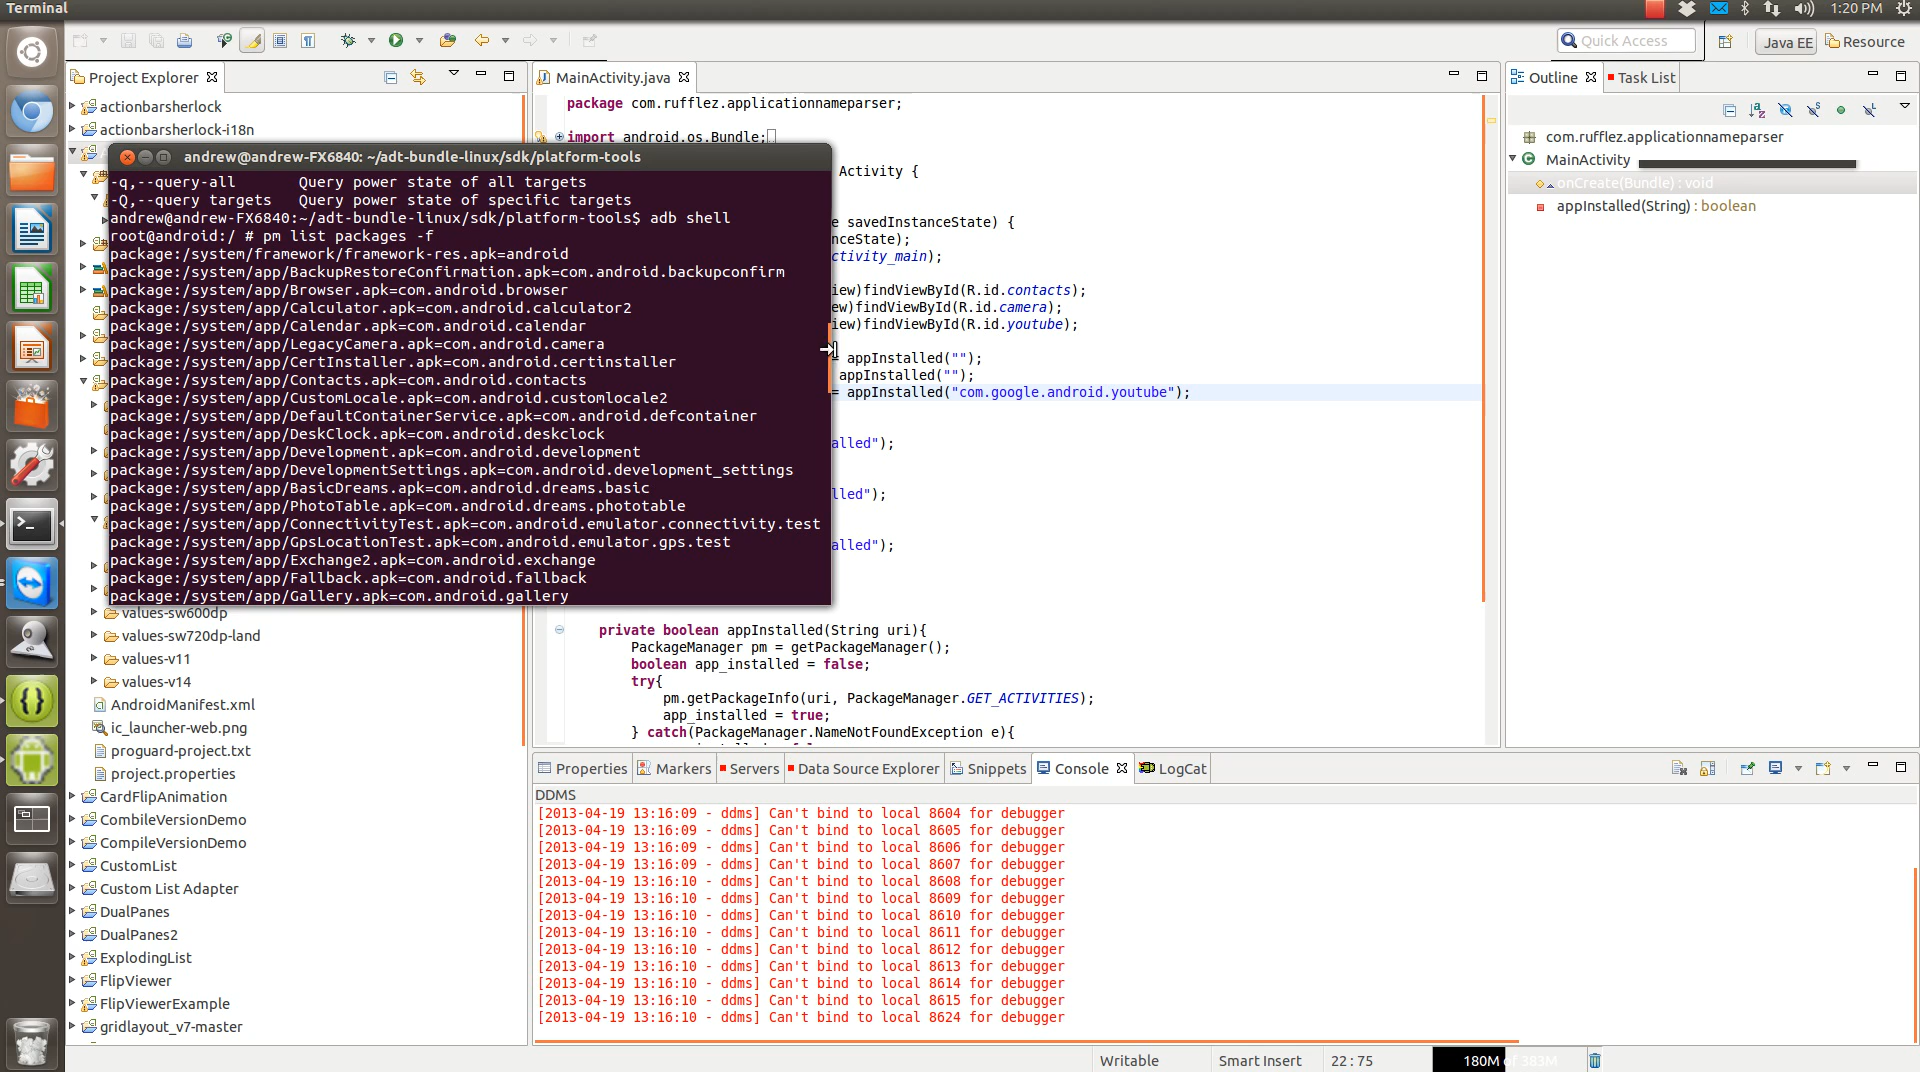 Terminal
1:20 PM
Quick Access
Java EE
Resource
Project Explorer
actionbarsherlock
actionbarsherlock-i18n
values-sw600dp
values-sw720dp-land
values-v11
values-v14
AndroidManifest.xml
ic_launcher-web.png
proguard-project.txt
project.properties
CardFlipAnimation
CombileVersionDemo
CompileVersionDemo
CustomList
Custom List Adapter
DualPanes
DualPanes2
ExplodingList
FlipViewer
FlipViewerExample
gridlayout_v7-master
andrew@andrew-FX6840: ~/adt-bundle-linux/sdk/platform-tools
-q,--query-all Query power state of all targets
-Q,--query targets Query power state of specific targets
andrew@andrew-FX6840:~/adt-bundle-linux/sdk/platform-tools$ adb shell
root@android:/ # pm list packages -f
package:/system/framework/framework-res.apk=android
package:/system/app/BackupRestoreConfirmation.apk=com.android.backupconfirm
package:/system/app/Browser.apk=com.android.browser
package:/system/app/Calculator.apk=com.android.calculator2
package:/system/app/Calendar.apk=com.android.calendar
package:/system/app/LegacyCamera.apk=com.android.camera
package:/system/app/CertInstaller.apk=com.android.certinstaller
package:/system/app/Contacts.apk=com.android.contacts
package:/system/app/CustomLocale.apk=com.android.customlocale2
package:/system/app/DefaultContainerService.apk=com.android.defcontainer
package:/system/app/DeskClock.apk=com.android.deskclock
package:/system/app/Development.apk=com.android.development
package:/system/app/DevelopmentSettings.apk=com.android.development_settings
package:/system/app/BasicDreams.apk=com.android.dreams.basic
package:/system/app/PhotoTable.apk=com.android.dreams.phototable
package:/system/app/ConnectivityTest.apk=com.android.emulator.connectivity.test
package:/system/app/GpsLocationTest.apk=com.android.emulator.gps.test
package:/system/app/Exchange2.apk=com.android.exchange
package:/system/app/Fallback.apk=com.android.fallback
package:/system/app/Gallery.apk=com.android.gallery
MainActivity.java
package com.rufflez.applicationnameparser;
import android.os.Bundle;
Activity {
e savedInstanceState) {
nceState);
ctivity_main);
iew)findViewById(R.id.contacts);
ew)findViewById(R.id.camera);
iew)findViewById(R.id.youtube);
= appInstalled("");
appInstalled("");
= appInstalled("com.google.android.youtube");
alled");
lled");
alled");
private boolean appInstalled(String uri){
PackageManager pm = getPackageManager();
boolean app_installed = false;
try{
pm.getPackageInfo(uri, PackageManager.GET_ACTIVITIES);
app_installed = true;
} catch(PackageManager.NameNotFoundException e){
Outline
Task List
com.rufflez.applicationnameparser
MainActivity
onCreate(Bundle) : void
appInstalled(String) : boolean
Properties
Markers
Servers
Data Source Explorer
Snippets
Console
LogCat
DDMS
[2013-04-19 13:16:09 - ddms] Can't bind to local 8604 for debugger
[2013-04-19 13:16:09 - ddms] Can't bind to local 8605 for debugger
[2013-04-19 13:16:09 - ddms] Can't bind to local 8606 for debugger
[2013-04-19 13:16:09 - ddms] Can't bind to local 8607 for debugger
[2013-04-19 13:16:10 - ddms] Can't bind to local 8608 for debugger
[2013-04-19 13:16:10 - ddms] Can't bind to local 8609 for debugger
[2013-04-19 13:16:10 - ddms] Can't bind to local 8610 for debugger
[2013-04-19 13:16:10 - ddms] Can't bind to local 8611 for debugger
[2013-04-19 13:16:10 - ddms] Can't bind to local 8612 for debugger
[2013-04-19 13:16:10 - ddms] Can't bind to local 8613 for debugger
[2013-04-19 13:16:10 - ddms] Can't bind to local 8614 for debugger
[2013-04-19 13:16:10 - ddms] Can't bind to local 8615 for debugger
[2013-04-19 13:16:10 - ddms] Can't bind to local 8624 for debugger
Writable
Smart Insert
22 : 75
180M of 383M